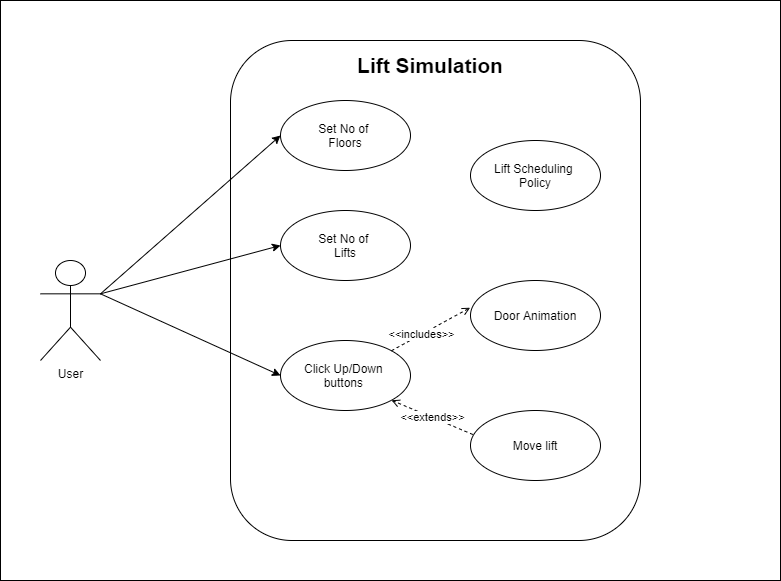 Lift Simulation
Set No of
Floors
Lift Scheduling
Policy
Set No of
Lifts
Door Animation
<<includes>>
Click Up/Down
buttons
User
<<extends>>
Move lift